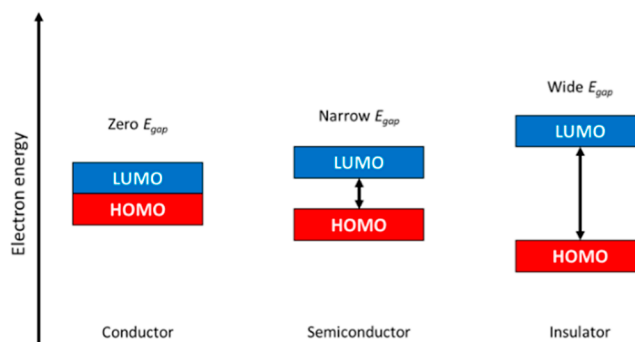 Electron energy
Zero Egap
LUMO
HOMO
Conductor
Narrow Egap
LUMO
HOMO
Semiconductor
Wide Egap
LUMO
HOMO
Insulator